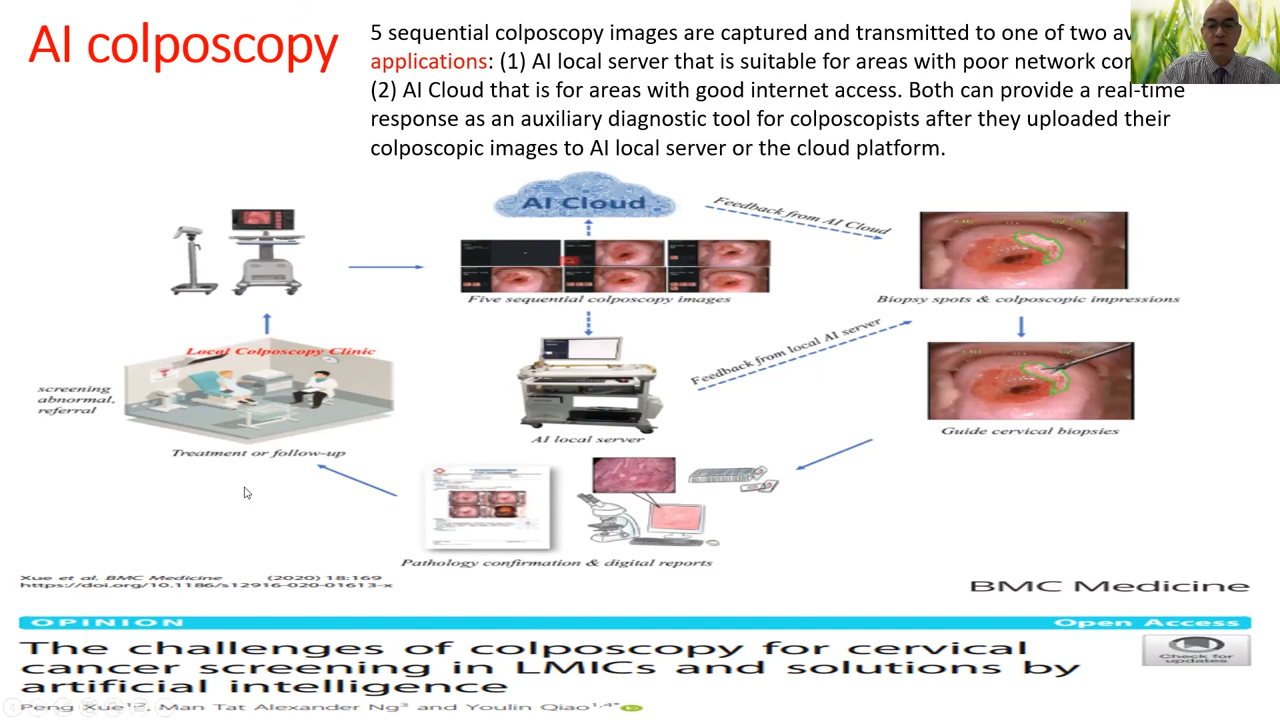 AI colposcopy
5 sequential colposcopy images are captured and transmitted to one of two
applications: (1) AI local server that is suitable for areas with poor network
(2) AI Cloud that is for areas with good internet access. Both can provide a real-time
response as an auxiliary diagnostic tool for colposcopists after they uploaded their
colposcopic images to AI local server or the cloud platform.
AI Cloud
Feedback from AI Cloud
Five sequential colposcopy images
Biopsy spots & colposcopic impressions
Local Colposcopy Clinic
Feedback from local AI server
screening
abnormal,
referral
AI local server
Guide cervical biopsies
Treatment or follow-up
Pathology confirmation & digital reports
Xue et al. BMC Medicine (2020) 18:169
https://doi.org/10.1186/s12916-020-01613-x
BMC Medicine
OPINION
Open Access
The challenges of colposcopy for cervical
cancer screening in LMICs and solutions by
artificial intelligence
Check for
updates
Peng Xue1,2, Man Tat Alexander Ng3 and Youlin Qiao1,4*